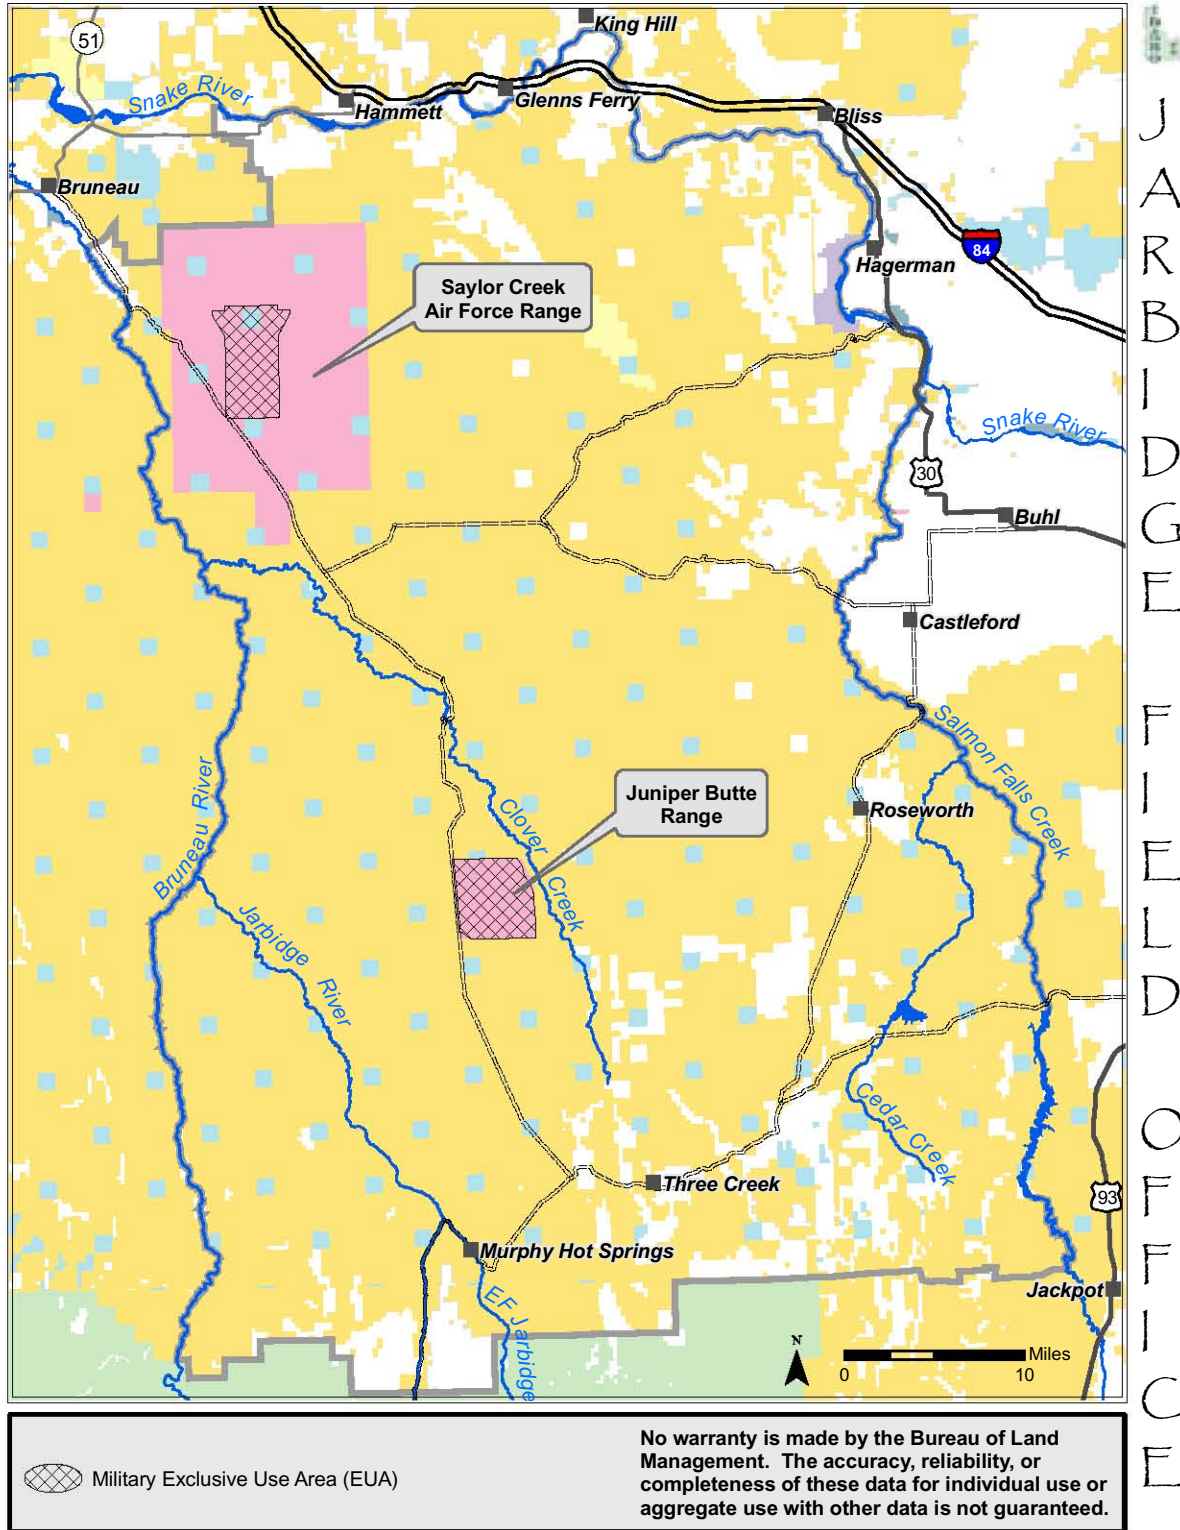 51
King Hill
Snake River
Hammett
Glenns Ferry
Bliss
Bruneau
Hagerman
84
Saylor Creek
Air Force Range
Snake River
30
Buhl
Castleford
Salmon Falls Creek
Bruneau River
Clover Creek
Juniper Butte
Range
Roseworth
Jarbidge River
Cedar Creek
Three Creek
93
Murphy Hot Springs
EF Jarbidge
Jackpot
N
Miles
0 10
JARBIDGE FIELD OFFICE
Military Exclusive Use Area (EUA)
No warranty is made by the Bureau of Land
Management. The accuracy, reliability, or
completeness of these data for individual use or
aggregate use with other data is not guaranteed.